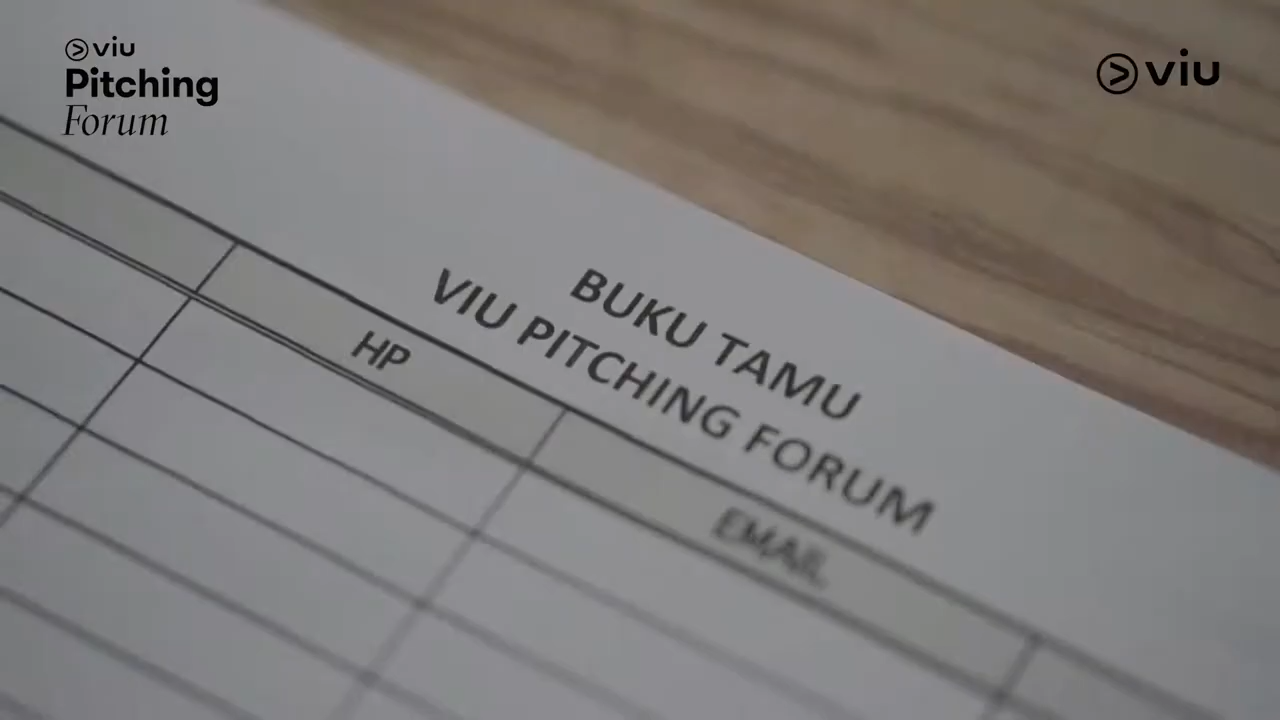 viu
Pitching
Forum
viu
BUKU TAMU
VIU PITCHING FORUM
HP
EMAIL